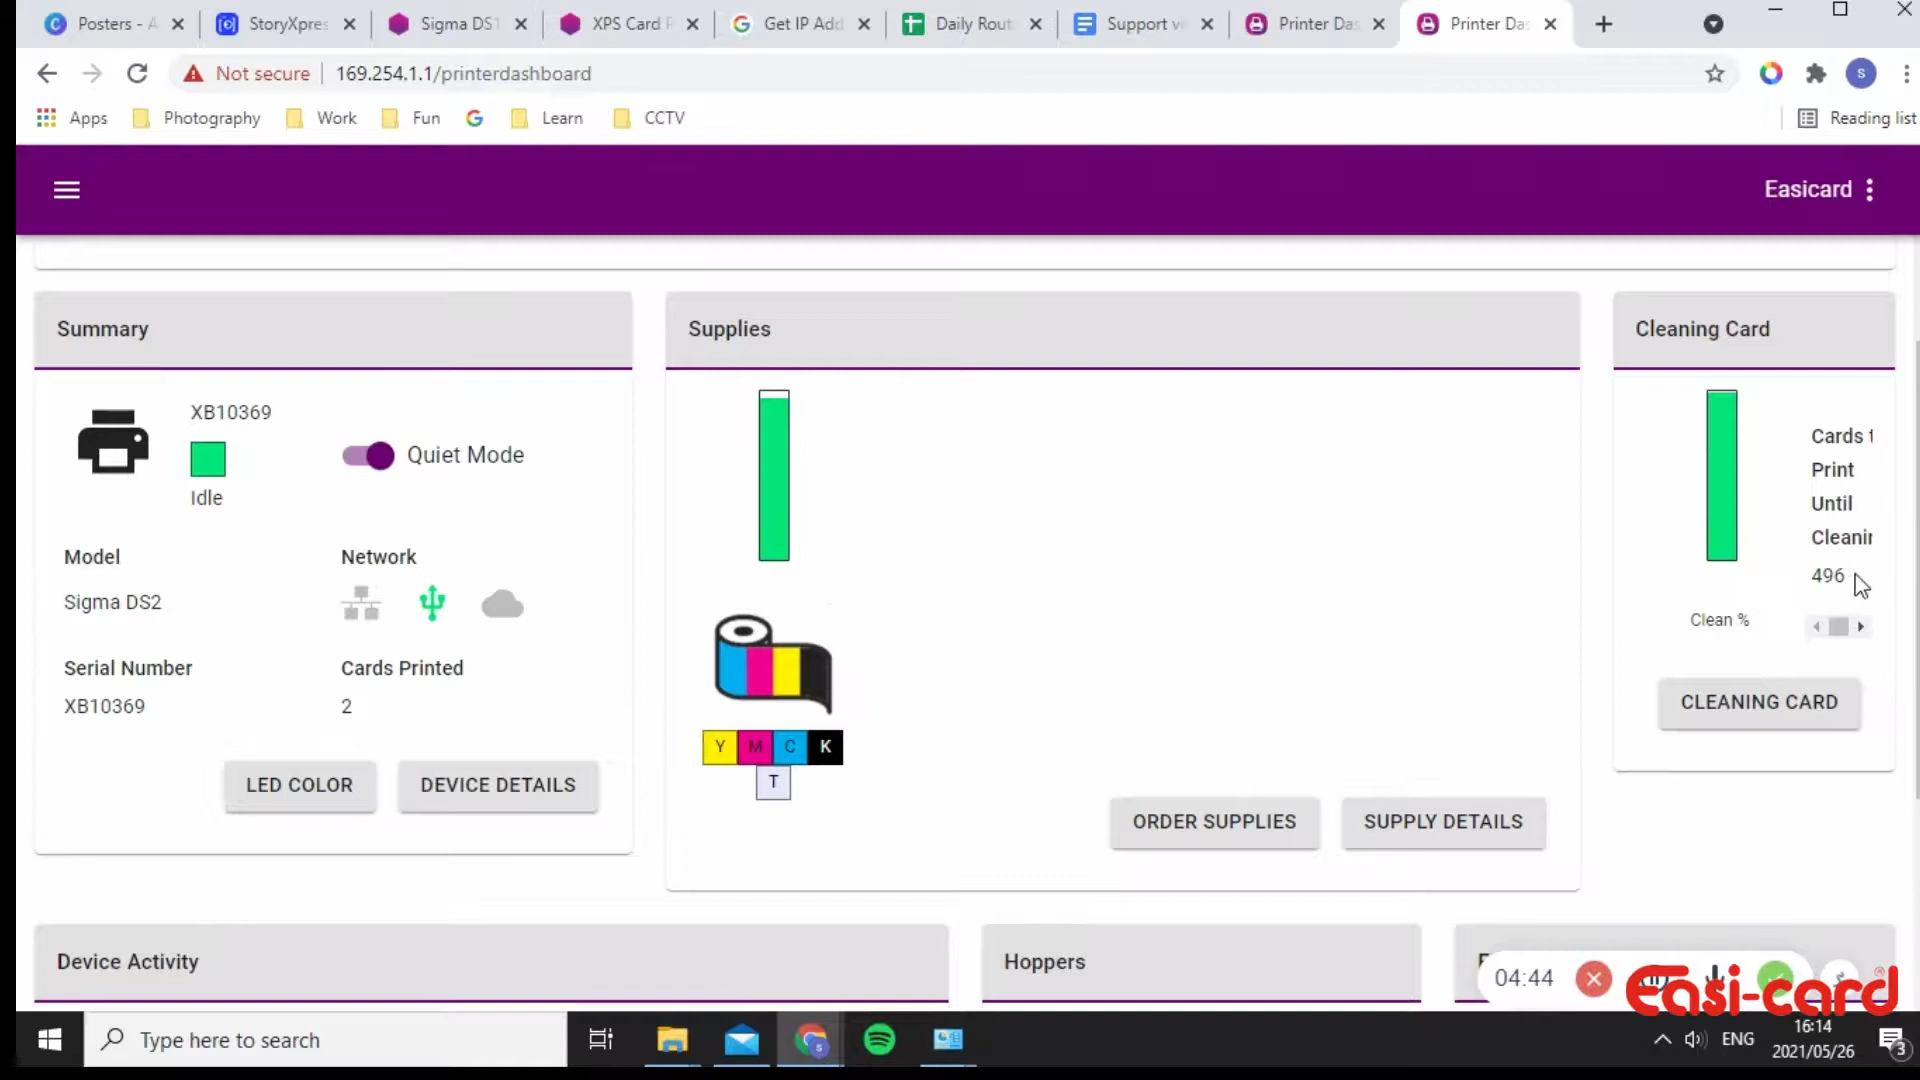 Posters - A
StoryXpres
Sigma DS1
XPS Card P
Get IP Add
Daily Rout
Support v
Printer Das
Printer Das
Not secure
169.254.1.1/printerdashboard
S
Apps
Photography
Work
Fun
Learn
CCTV
Reading list
Easicard
Summary
XB10369
Quiet Mode
Idle
Model
Sigma DS2
Network
Serial Number
XB10369
Cards Printed
2
LED COLOR
DEVICE DETAILS
Supplies
Y M C K
T
ORDER SUPPLIES
SUPPLY DETAILS
Cleaning Card
Cards t
Print
Until
Cleanin
496
Clean %
CLEANING CARD
Device Activity
Hoppers
04:44
Easi-card®
Type here to search
ENG
16:14
2021/05/26
3